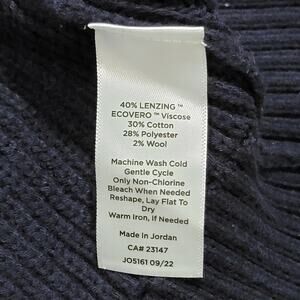 40% LENZING™
ECOVERO™ Viscose
30% Cotton
28% Polyester
2% Wool
Machine Wash Cold
Gentle Cycle
Only Non-Chlorine
Bleach When Needed
Reshape, Lay Flat To
Dry
Warm Iron, If Needed
Made in Jordan
CA# 23147
JO5161 09/22